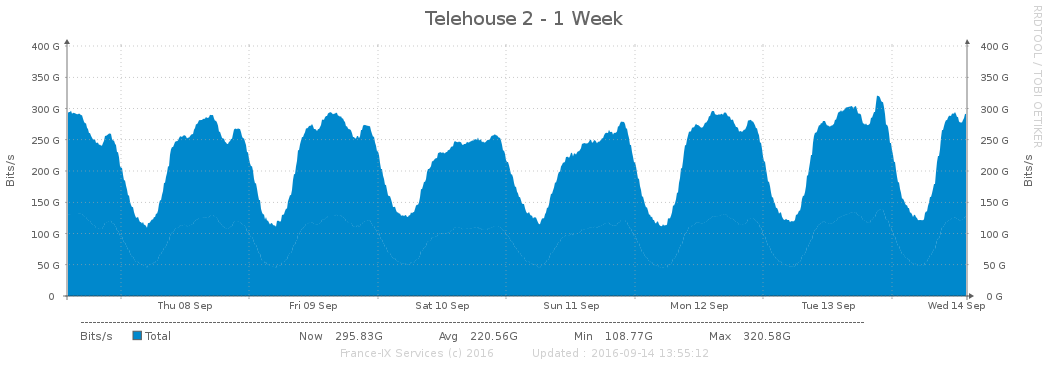 Telehouse 2 - 1 Week
RRDTOOL / TOBI OETIKER
400 G 400 G
350 G 350 G
300 G 300 G
250 G 250 G
200 G 200 G
150 G 150 G
100 G 100 G
50 G 50 G
0 0 G
Bits/s
Bits/s
Thu 08 Sep Fri 09 Sep Sat 10 Sep Sun 11 Sep Mon 12 Sep Tue 13 Sep Wed 14 Sep
Bits/s Total Now 295.83G Avg 220.56G Min 108.77G Max 320.58G
France-IX Services (c) 2016 Updated : 2016-09-14 13:55:12